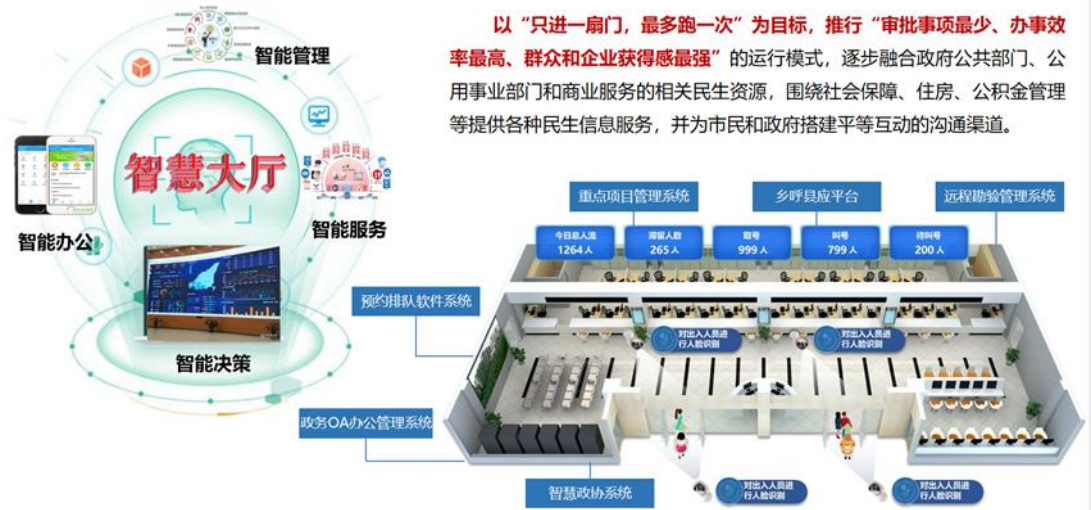 智能管理
智慧大厅
智能办公
智能服务
智能决策
以“只进一扇门，最多跑一次”为目标，推行“审批事项最少、办事效
率最高、群众和企业获得感最强”的运行模式，逐步融合政府公共部门、公
用事业部门和商业服务的相关民生资源，围绕社会保障、住房、公积金管理
等提供各种民生信息服务，并为市民和政府搭建平等互动的沟通渠道。
重点项目管理系统
乡呼县应平台
远程勘验管理系统
今日总人流
1264人
滞留人数
265人
取号
999人
叫号
799人
待叫号
200人
预约排队软件系统
对出入人员进
行人脸识别
对出入人员进
行人脸识别
政务OA办公管理系统
智慧政协系统
对出入人员进
行人脸识别
对出入人员进
行人脸识别